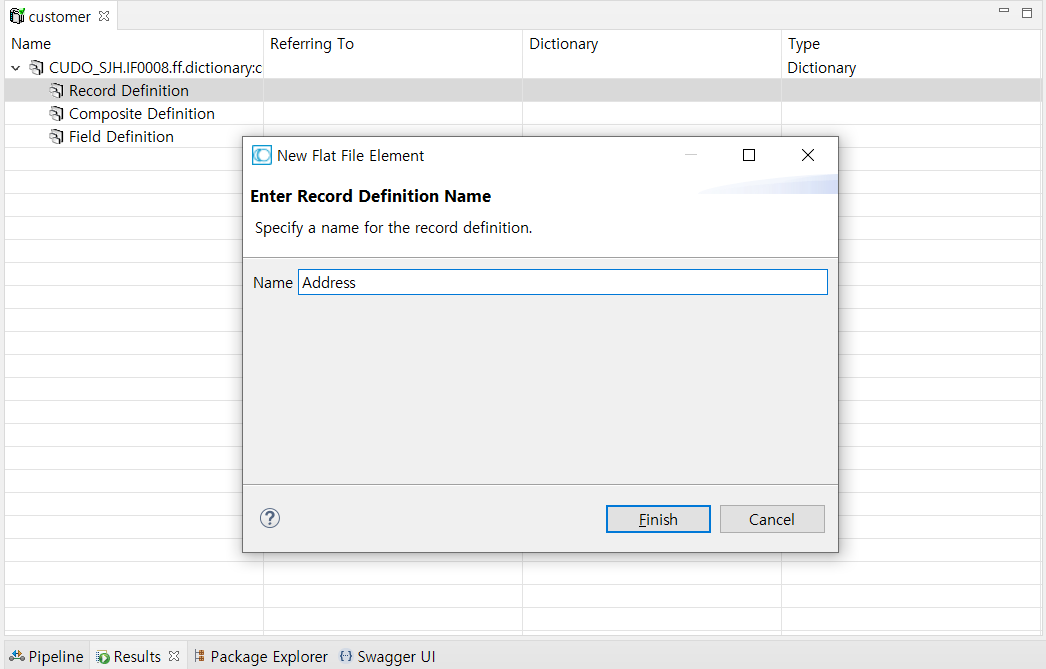 customer
Name Referring To Dictionary Type
CUDO_SJH.IF0008.ff.dictionary:c Dictionary
Record Definition
Composite Definition
Field Definition
New Flat File Element
Enter Record Definition Name
Specify a name for the record definition.
Name Address
? Finish Cancel
Pipeline Results Package Explorer Swagger UI